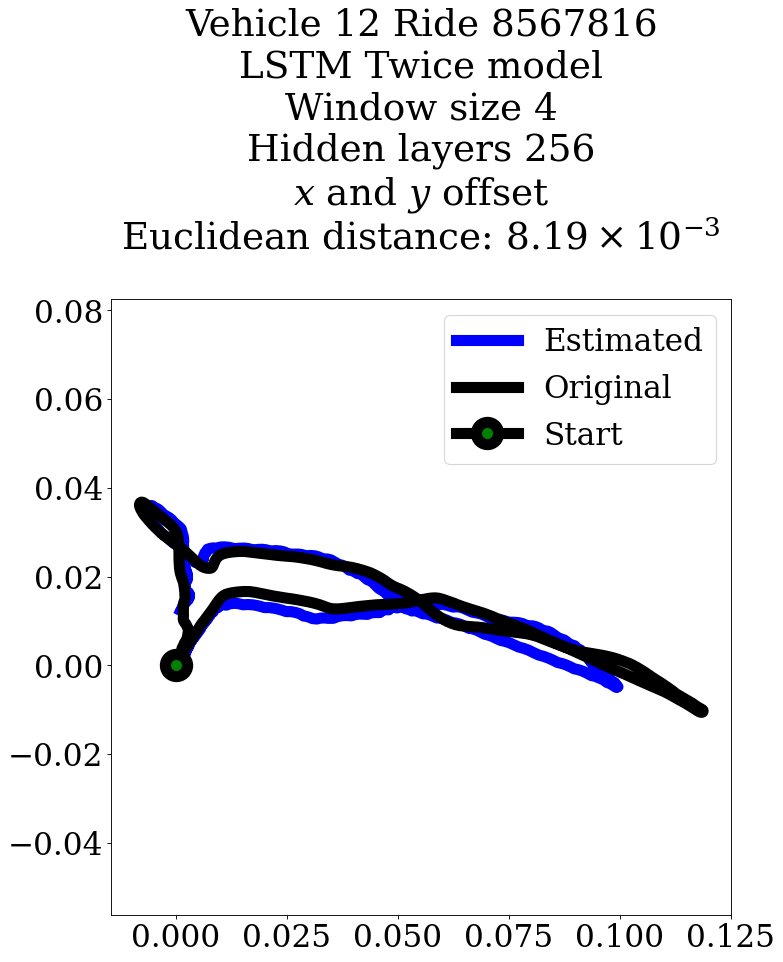 Vehicle 12 Ride 8567816
LSTM Twice model
Window size 4
Hidden layers 256
x and y offset
Euclidean distance: 8.19 × 10⁻³
Estimated
Original
Start
0.08
0.06
0.04
0.02
0.00
−0.02
−0.04
0.000 0.025 0.050 0.075 0.100 0.125